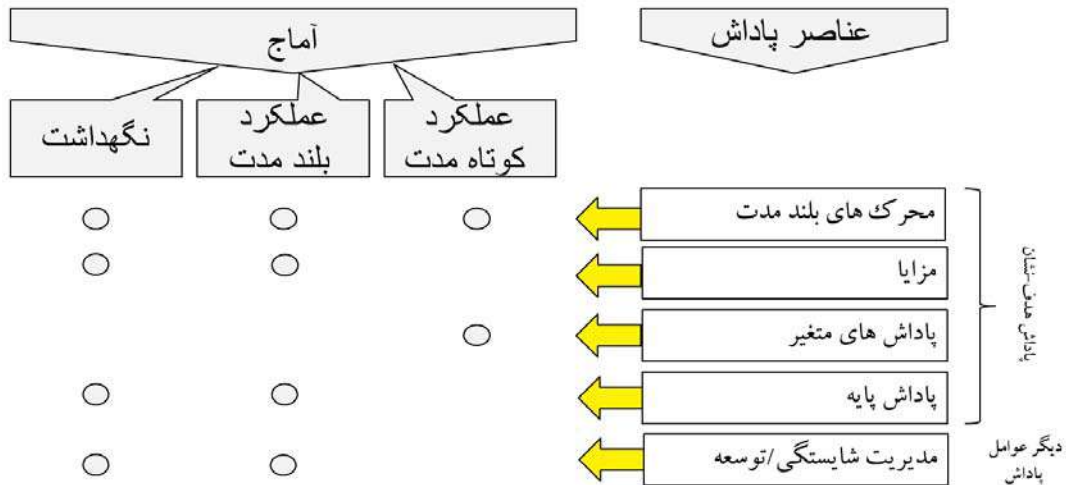 عناصر پاداش
آماج
عملکرد
کوتاه مدت
عملکرد
بلند مدت
نگهداشت
محرک های بلند مدت
مزایا
پاداش های متغیر
پاداش پایه
مدیریت شایستگی/توسعه
پاداش هدف-نشان
دیگر عوامل
پاداش